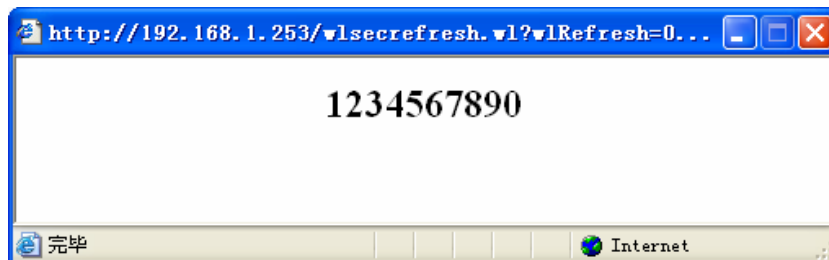 http://192.168.1.253/wlsecrefresh.wl?wlRefresh=0...
1234567890
完毕
Internet